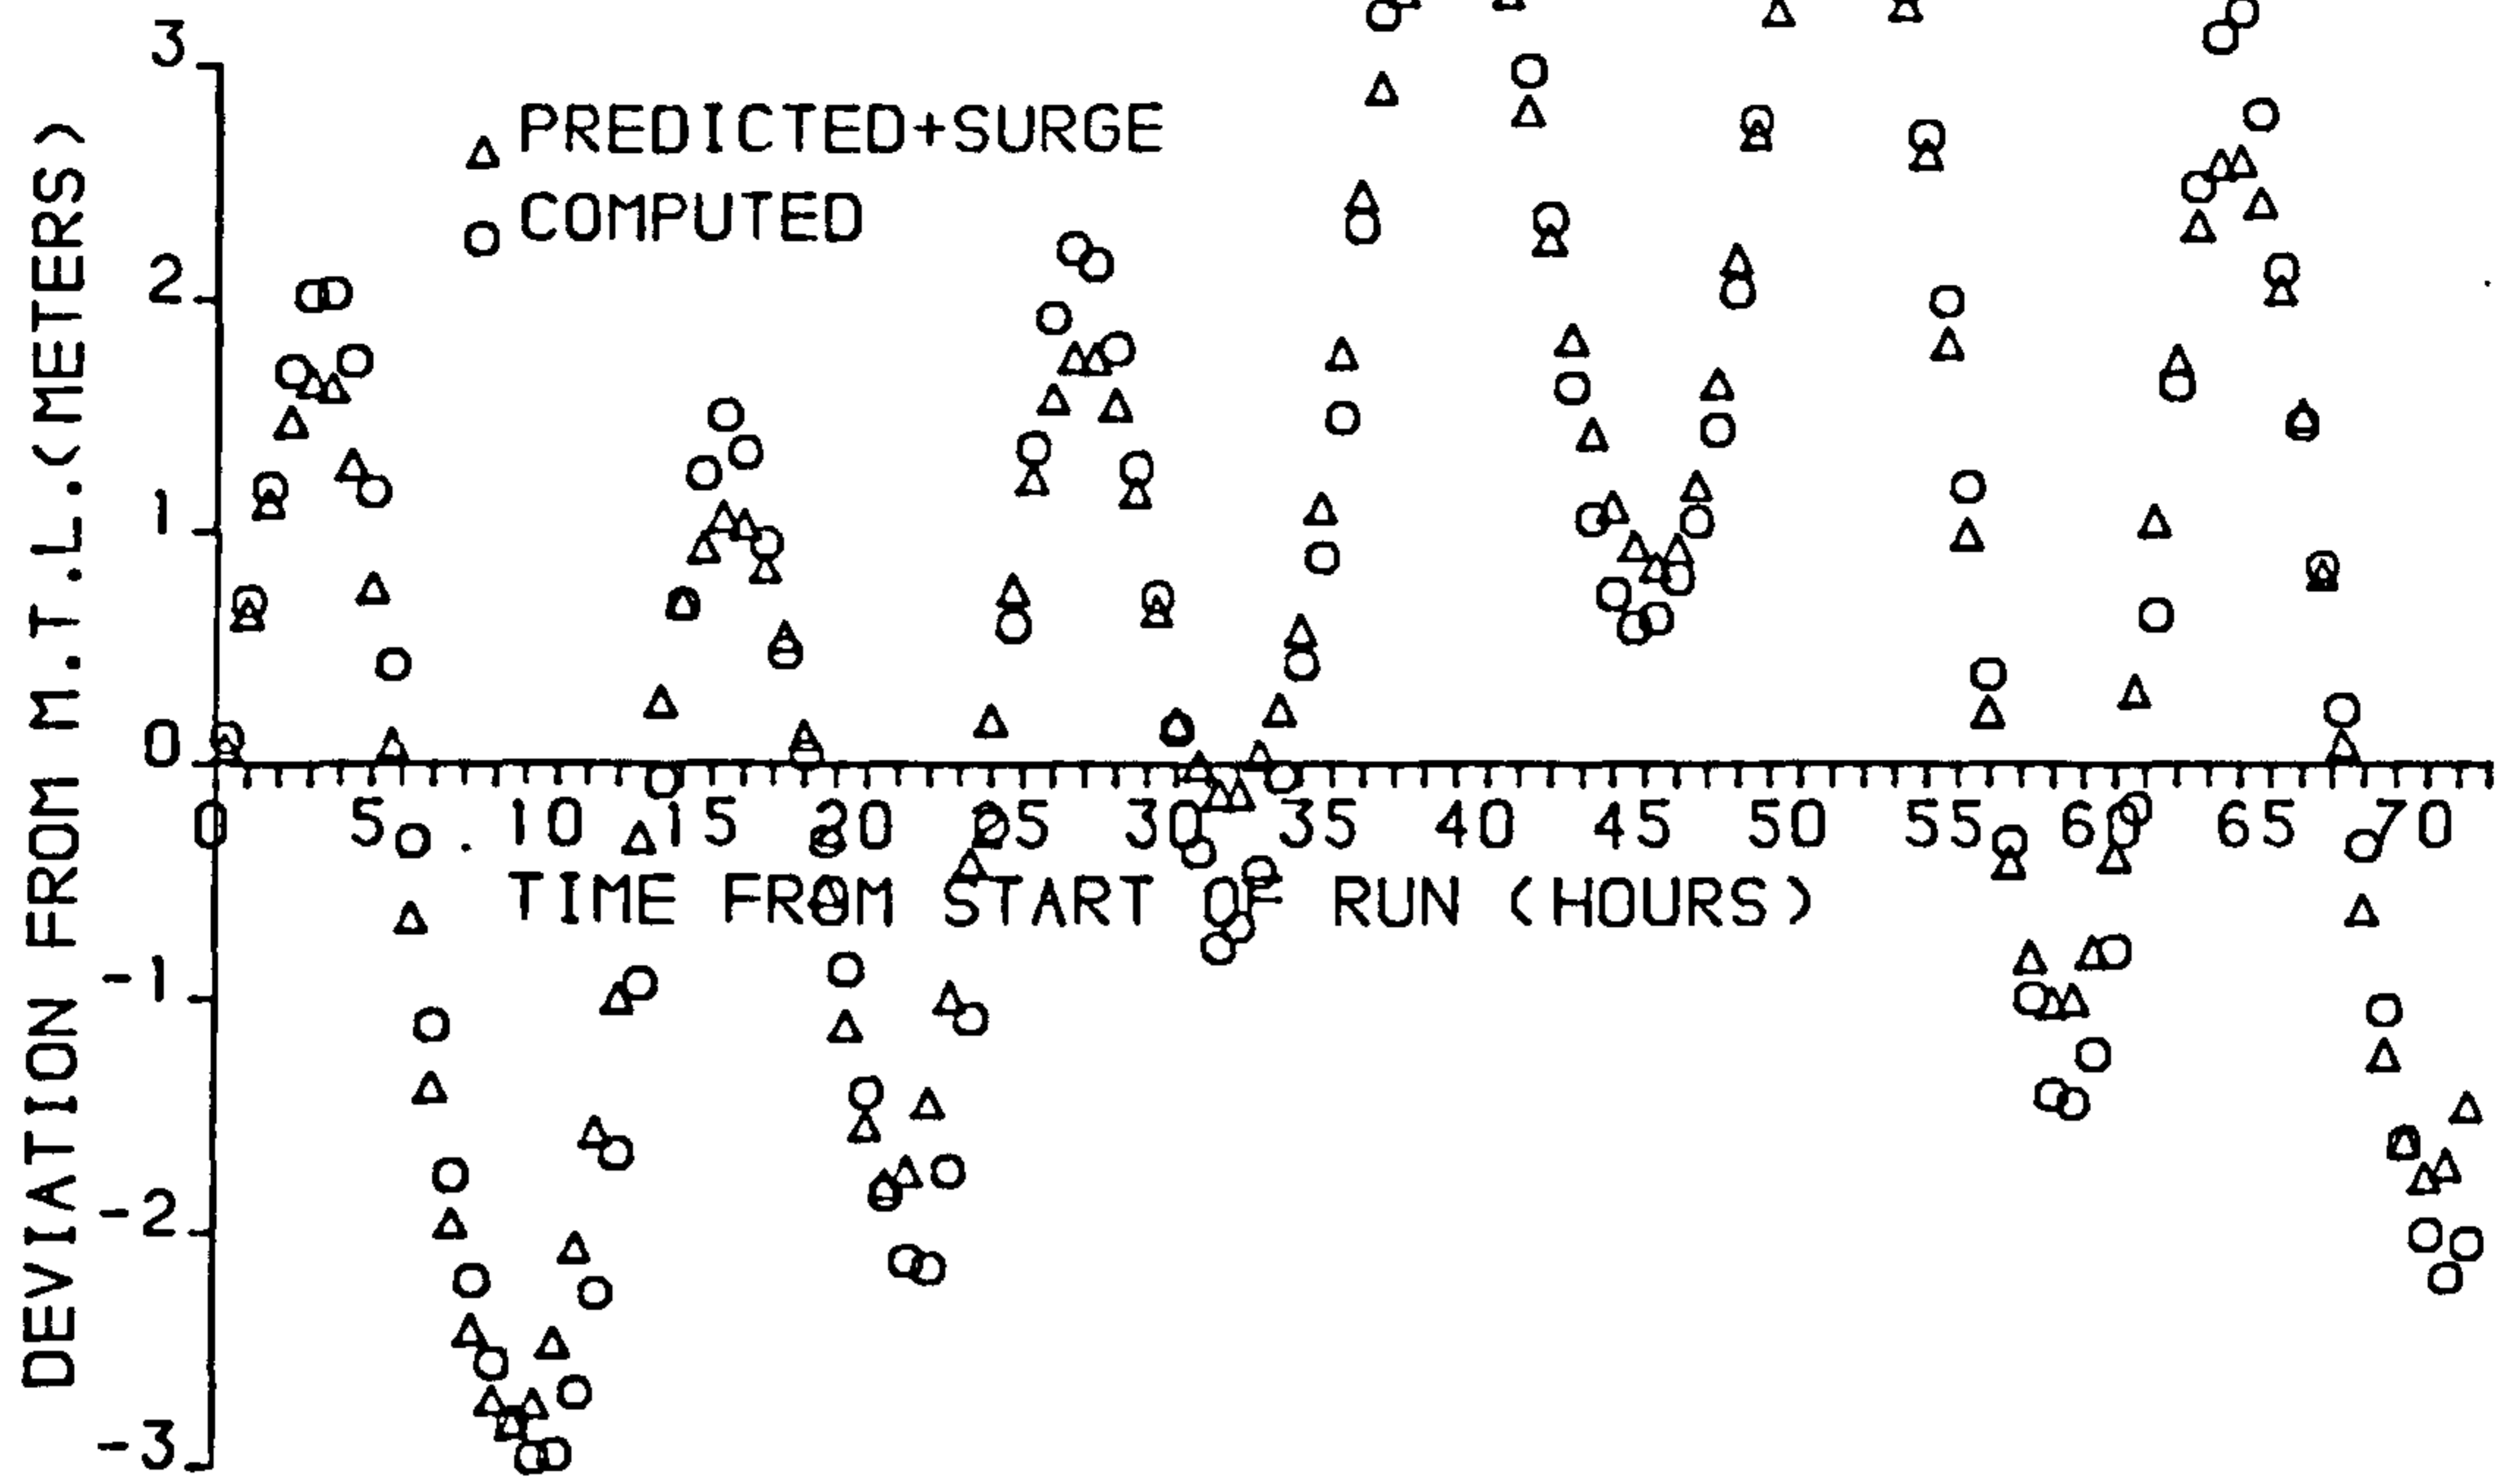 3
PREDICTED+SURGE
COMPUTED
2
1
0
0 5 10 15 20 25 30 35 40 45 50 55 60 65 70
TIME FROM START OF RUN (HOURS)
-1
-2
-3
DEVIATION FROM M.T.L.(METERS)